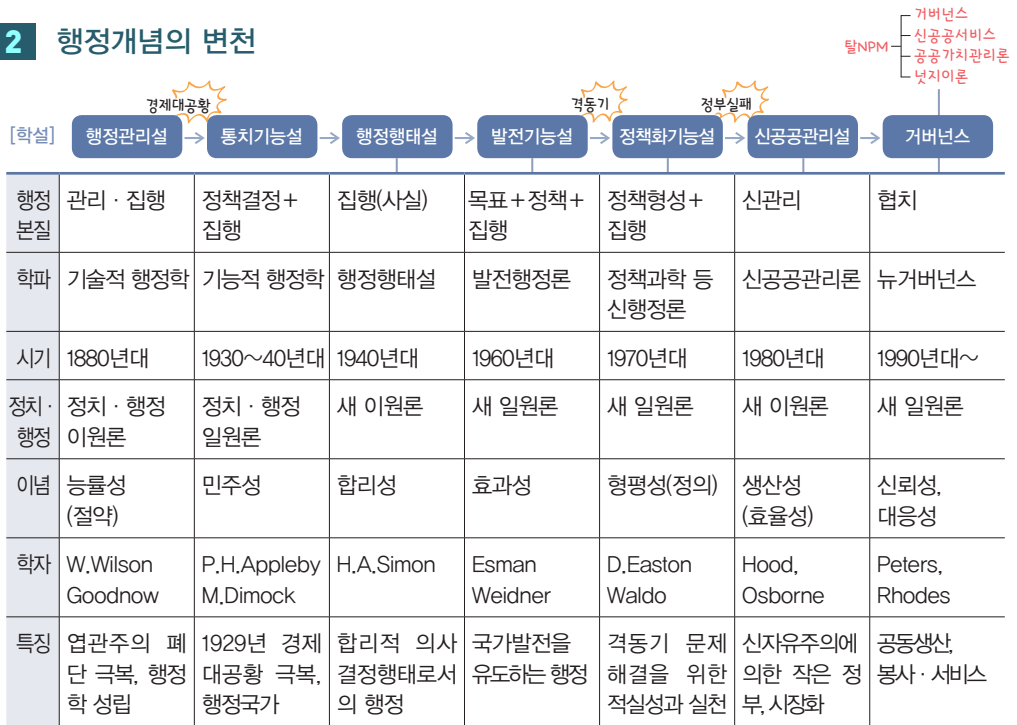 2 행정개념의 변천
탈NPM
거버넌스
신공공서비스
공공가치관리론
넛지이론
경제대공황
격동기
정부실패
[학설] 행정관리설 통치기능설 행정행태설 발전기능설 정책화기능설 신공공관리설 거버넌스
행정 관리 · 집행 정책결정+ 집행(사실) 목표+정책+ 정책형성+ 신관리 협치
본질 집행 집행 집행
학파 기술적 행정학 기능적 행정학 행정행태설 발전행정론 정책과학 등 신공공관리론 뉴거버넌스
신행정론
시기 1880년대 1930~40년대 1940년대 1960년대 1970년대 1980년대 1990년대~
정치 · 정치 · 행정 정치 · 행정 새 이원론 새 일원론 새 일원론 새 이원론 새 일원론
행정 이원론 일원론
이념 능률성 민주성 합리성 효과성 형평성(정의) 생산성 신뢰성,
(절약) (효율성) 대응성
학자 W.Wilson P.H.Appleby H.A.Simon Esman D.Easton Hood, Peters,
Goodnow M.Dimock Weidner Waldo Osborne Rhodes
특징 엽관주의 폐 1929년 경제 합리적 의사 국가발전을 격동기 문제 신자유주의에 공동생산,
단 극복, 행정 대공황 극복, 결정행태로서 유도하는 행정 해결을 위한 의한 작은 정 봉사 · 서비스
학 성립 행정국가 의 행정 적실성과 실천 부, 시장화